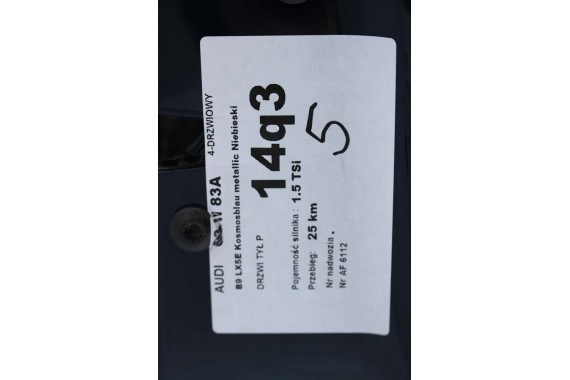 AUDI 83A 4-DRZWIOWY
B9 LX5E Kosmosblau metallic Niebieski
DRZWI TYŁ P
14q3
5
Pojemność silnika : 1.5 TSi
Przebieg: 25 km
Nr nadwozia .
Nr AF 6112